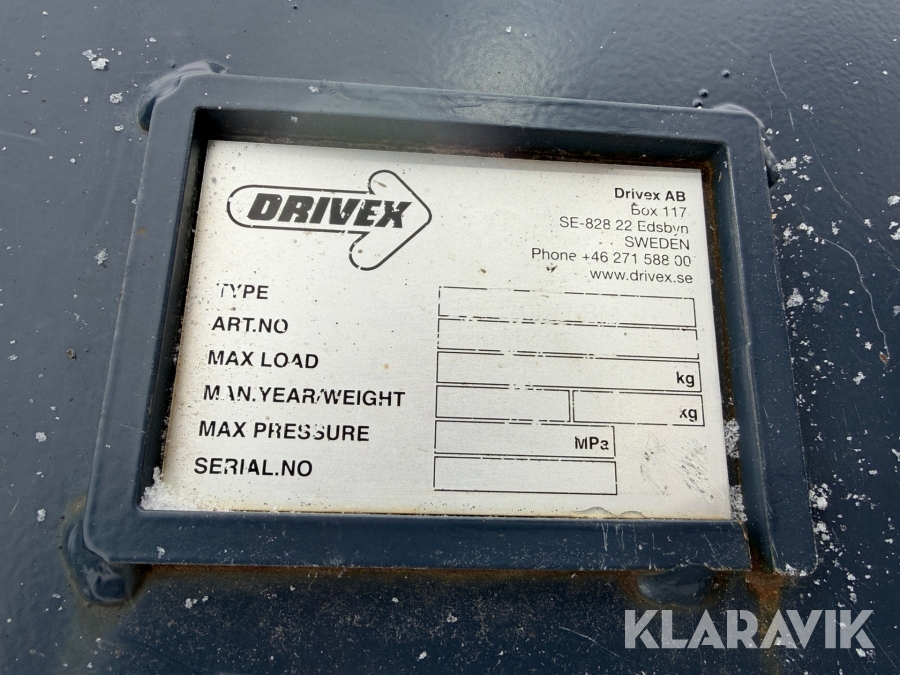 DRIVEX
Drivex AB
Box 117
SE-828 22 Edsbyn
SWEDEN
Phone +46 271 588 00
www.drivex.se
TYPE
ART.NO
MAX LOAD kg
MAN.YEAR/WEIGHT kg
MAX PRESSURE MPa
SERIAL.NO
KLARAVIK